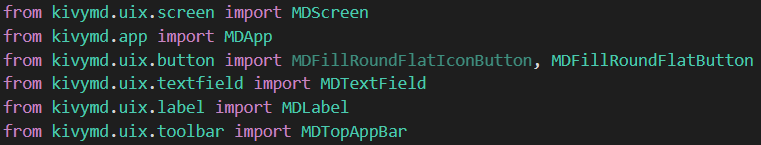 from kivymd.uix.screen import MDScreen
from kivymd.app import MDApp
from kivymd.uix.button import MDFillRoundFlatIconButton, MDFillRoundFlatButton
from kivymd.uix.textfield import MDTextField
from kivymd.uix.label import MDLabel
from kivymd.uix.toolbar import MDTopAppBar